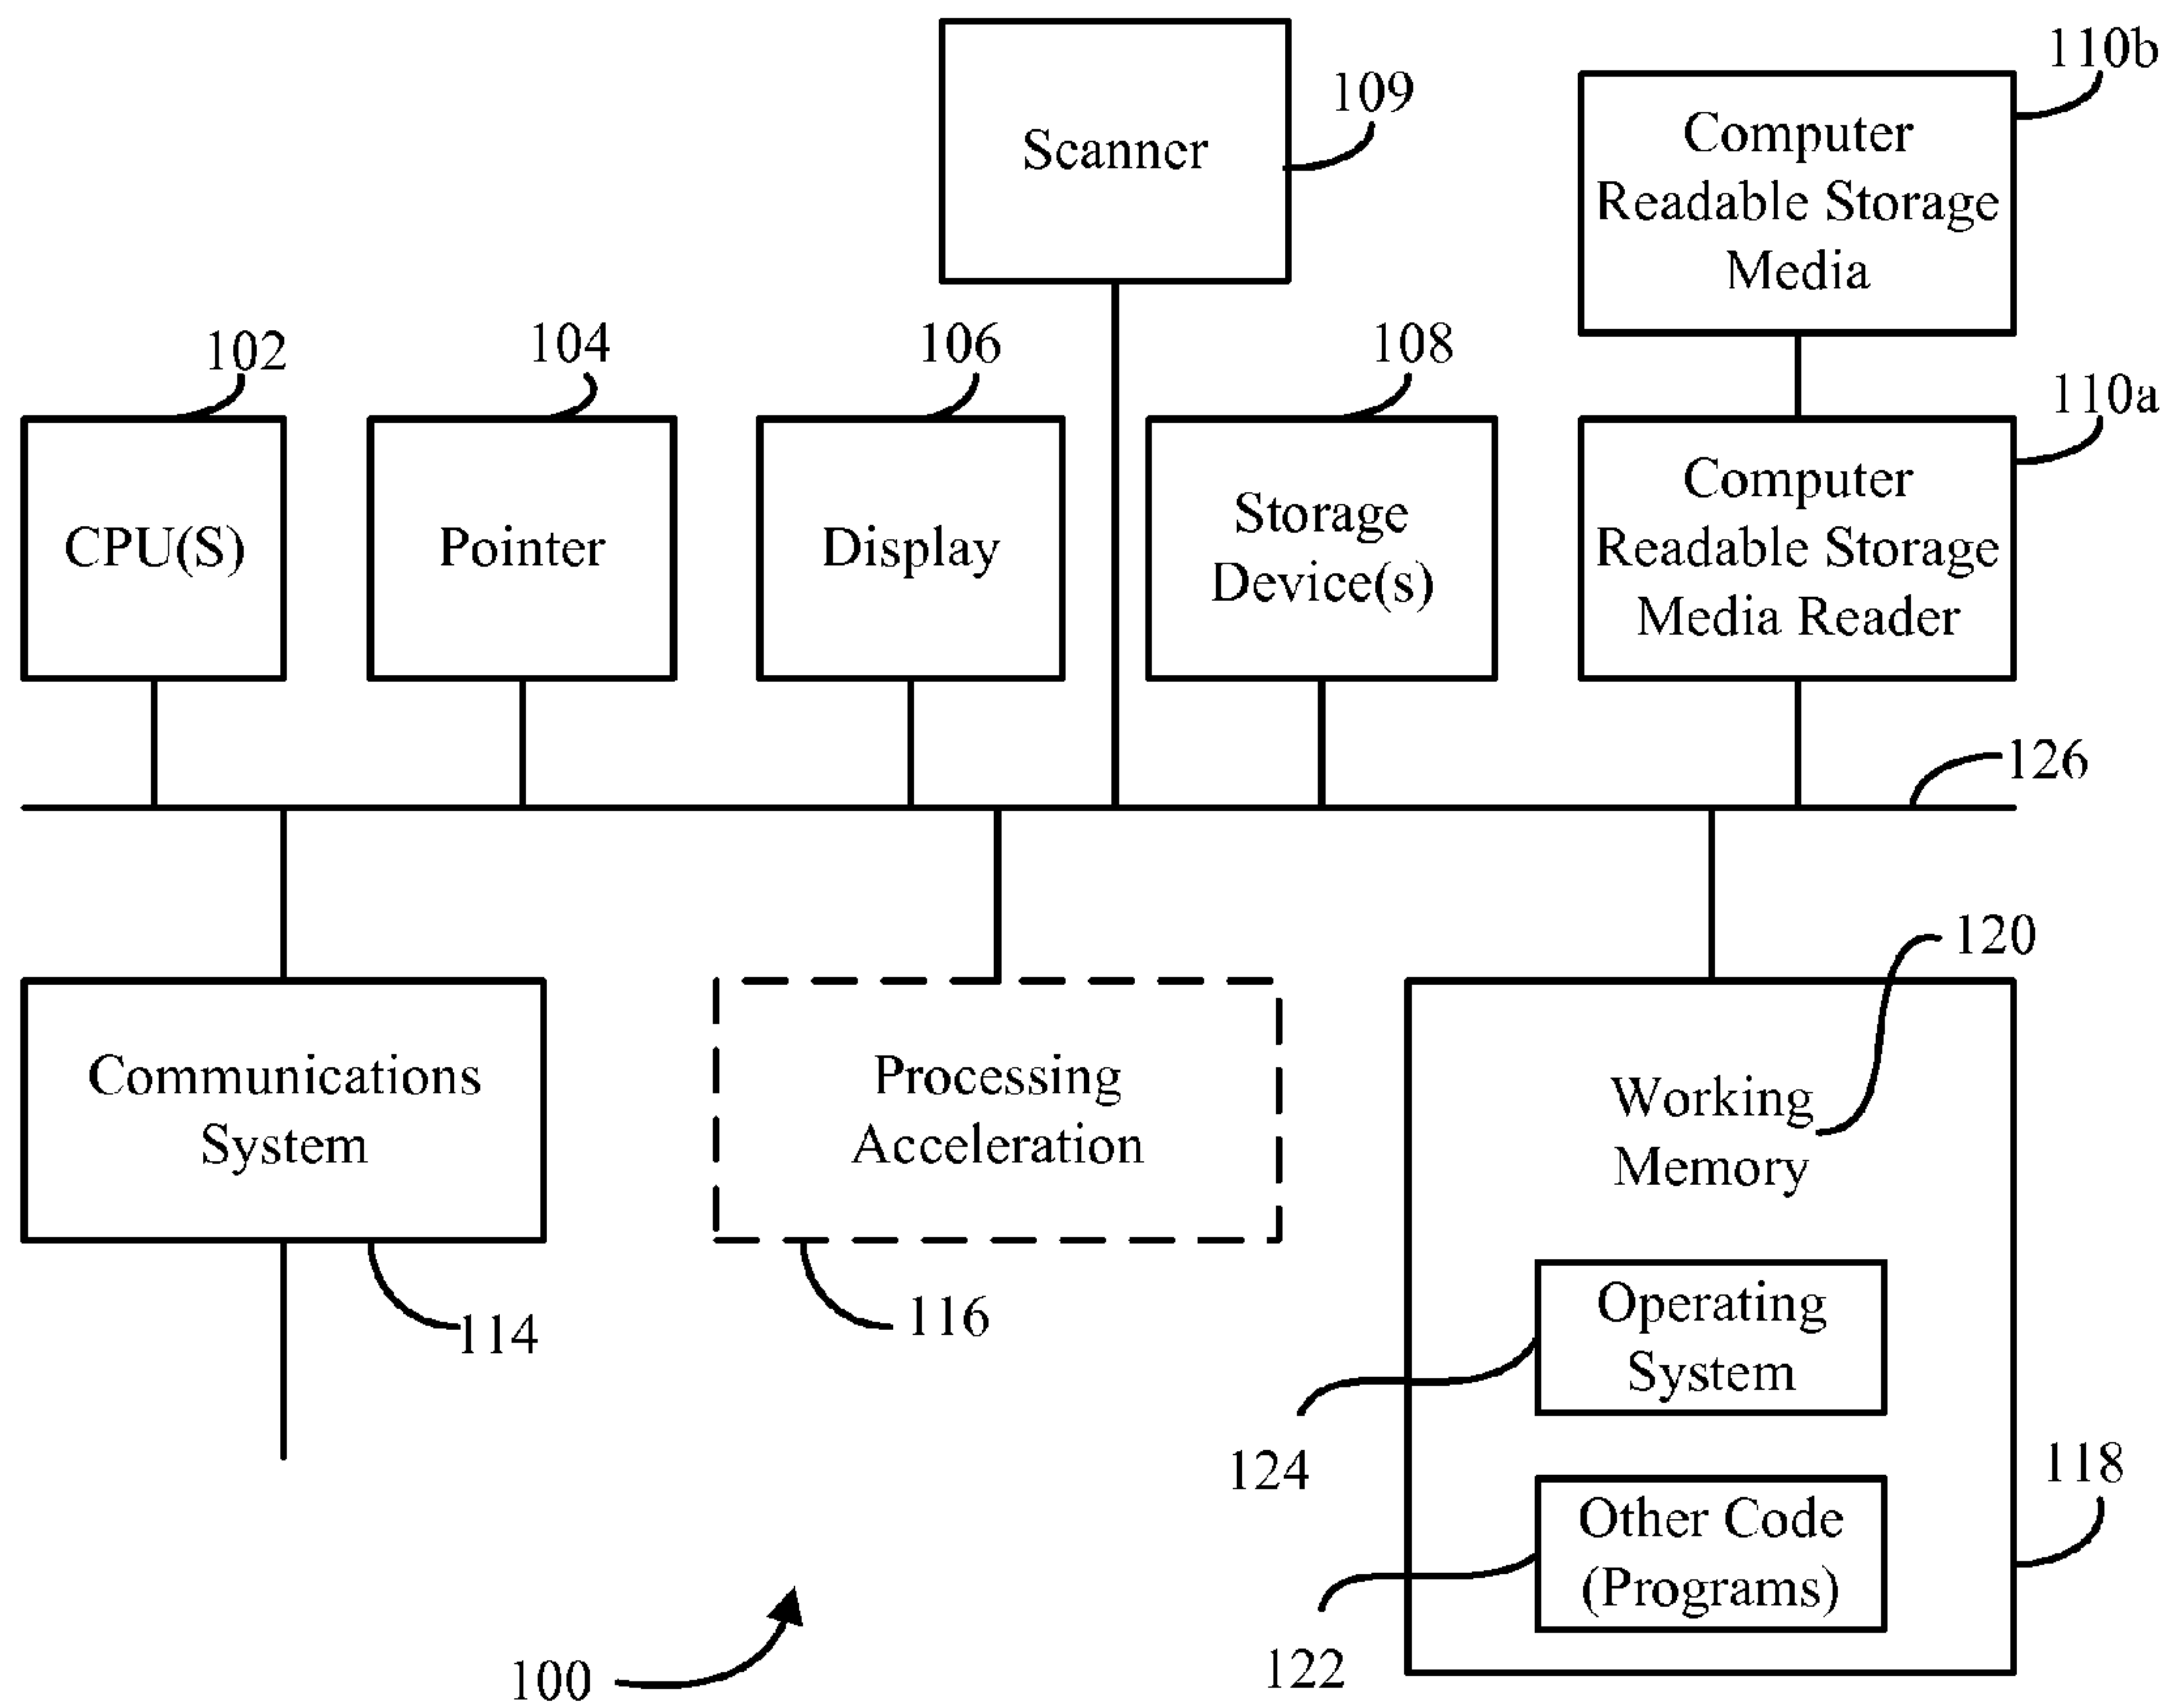 110b
109
Scanner
Computer
Readable Storage
Media
102
104
106
108
110a
CPU(S)
Pointer
Display
Storage
Device(s)
Computer
Readable Storage
Media Reader
126
120
Communications
System
Processing
Acceleration
Working
Memory
114
116
Operating
System
124
118
Other Code
(Programs)
122
100